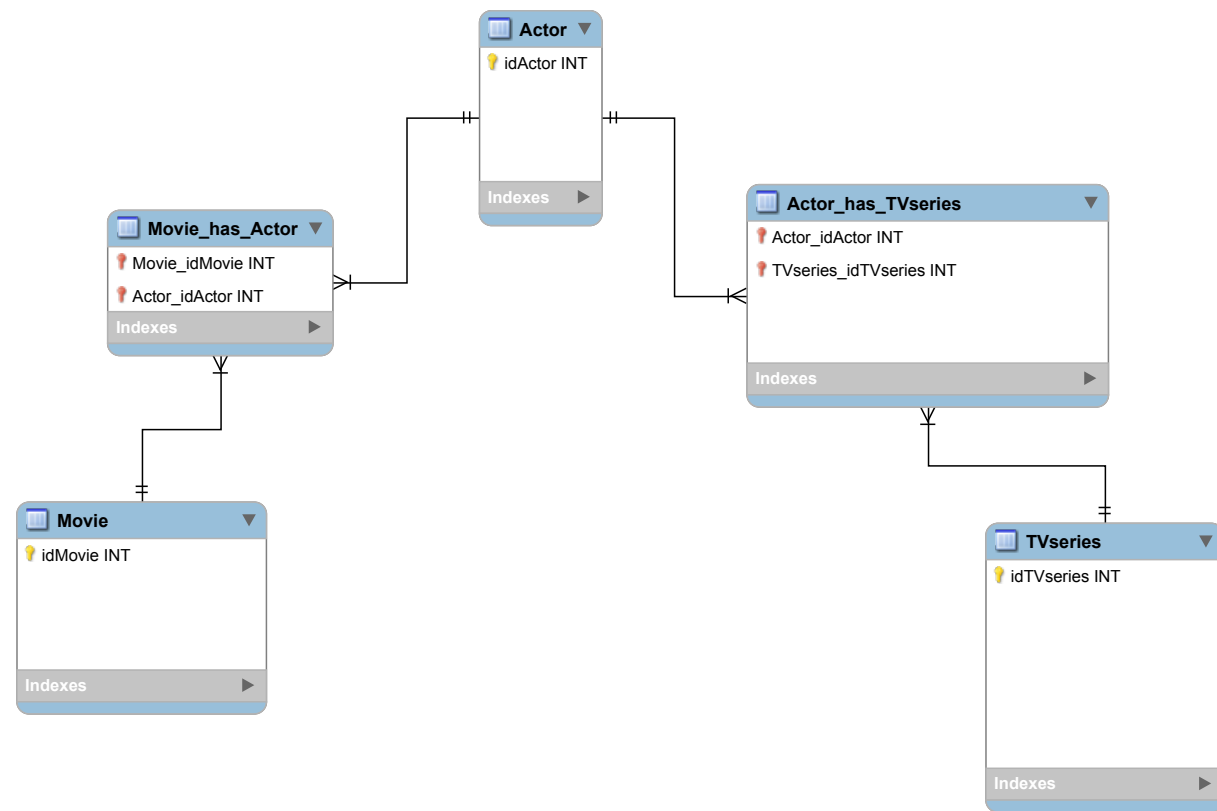 Actor
idActor INT
Indexes
Movie_has_Actor
Movie_idMovie INT
Actor_idActor INT
Indexes
Actor_has_TVseries
Actor_idActor INT
TVseries_idTVseries INT
Indexes
Movie
idMovie INT
Indexes
TVseries
idTVseries INT
Indexes